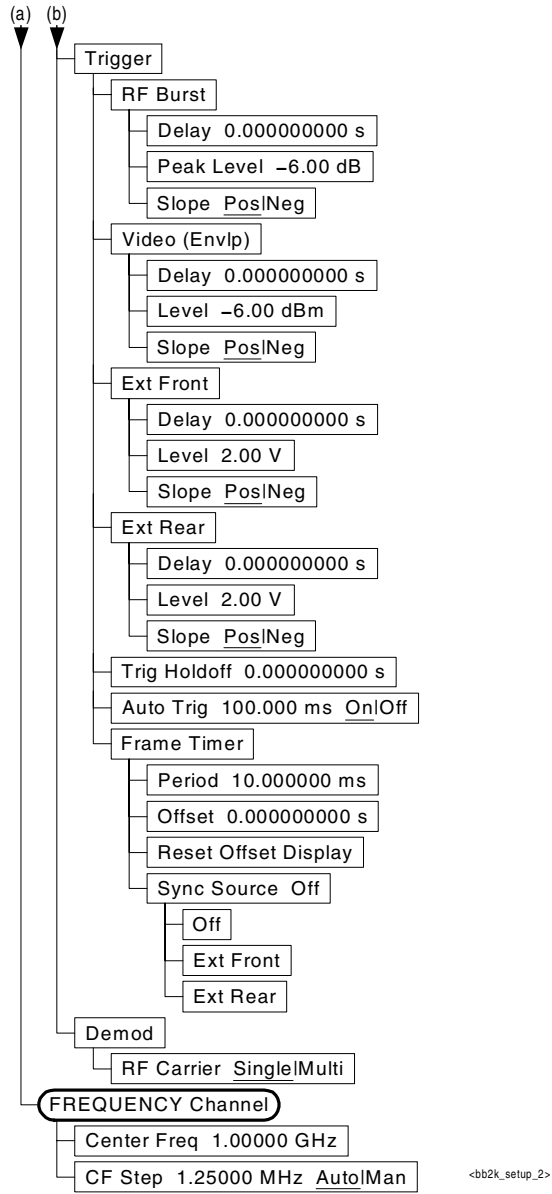 (a) (b)
Trigger
RF Burst
Delay 0.000000000 s
Peak Level –6.00 dB
Slope Pos|Neg
Video (Envlp)
Delay 0.000000000 s
Level –6.00 dBm
Slope Pos|Neg
Ext Front
Delay 0.000000000 s
Level 2.00 V
Slope Pos|Neg
Ext Rear
Delay 0.000000000 s
Level 2.00 V
Slope Pos|Neg
Trig Holdoff 0.000000000 s
Auto Trig 100.000 ms On|Off
Frame Timer
Period 10.000000 ms
Offset 0.000000000 s
Reset Offset Display
Sync Source Off
Off
Ext Front
Ext Rear
Demod
RF Carrier Single|Multi
FREQUENCY Channel
Center Freq 1.00000 GHz
CF Step 1.25000 MHz Auto|Man
<bb2k_setup_2>